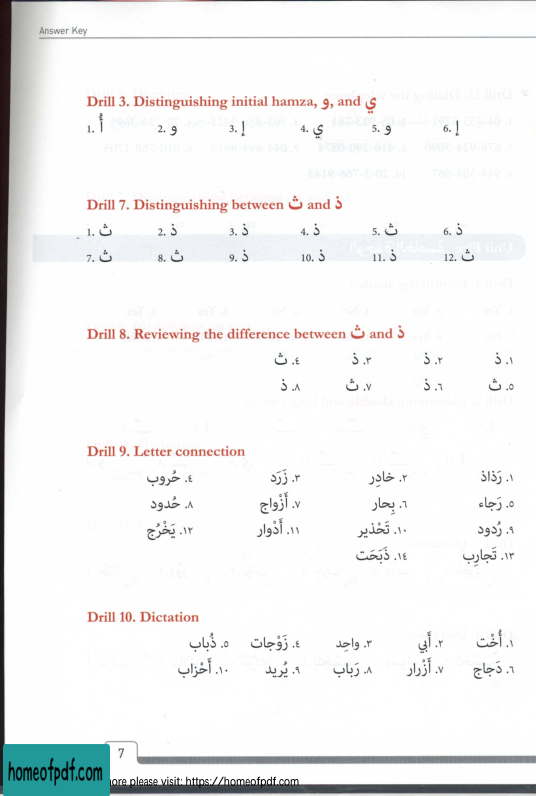 Answer Key
Drill 3. Distinguishing initial hamza, و, and ي
1. أُ 2. و 3. إ 4. ي 5. و 6. إ
Drill 7. Distinguishing between ث and ذ
1. ث 2. ذ 3. ذ 4. ذ 5. ث 6. ذ
7. ث 8. ث 9. ذ 10. ذ 11. ذ 12. ث
Drill 8. Reviewing the difference between ث and ذ
١. ذ ٢. ذ ٣. ذ ٤. ث
٥. ث ٦. ذ ٧. ث ٨. ذ
Drill 9. Letter connection
١. رَذاذ ٢. خادِر ٣. زَرَد ٤. حُروب
٥. رَجاء ٦. بِحار ٧. أَزْواج ٨. حُدود
٩. رُدود ١٠. تَحْذير ١١. أَدْوار ١٢. يَخْرُج
١٣. تَجارِب ١٤. ذَبَحَت
Drill 10. Dictation
١. أُخْت ٢. أَبي ٣. واحِد ٤. زَوْجات ٥. ذُباب
٦. دَجاج ٧. أَزْرار ٨. رَباب ٩. يُريد ١٠. أَحْزاب
7
homeofpdf.com
more please visit: https://homeofpdf.com